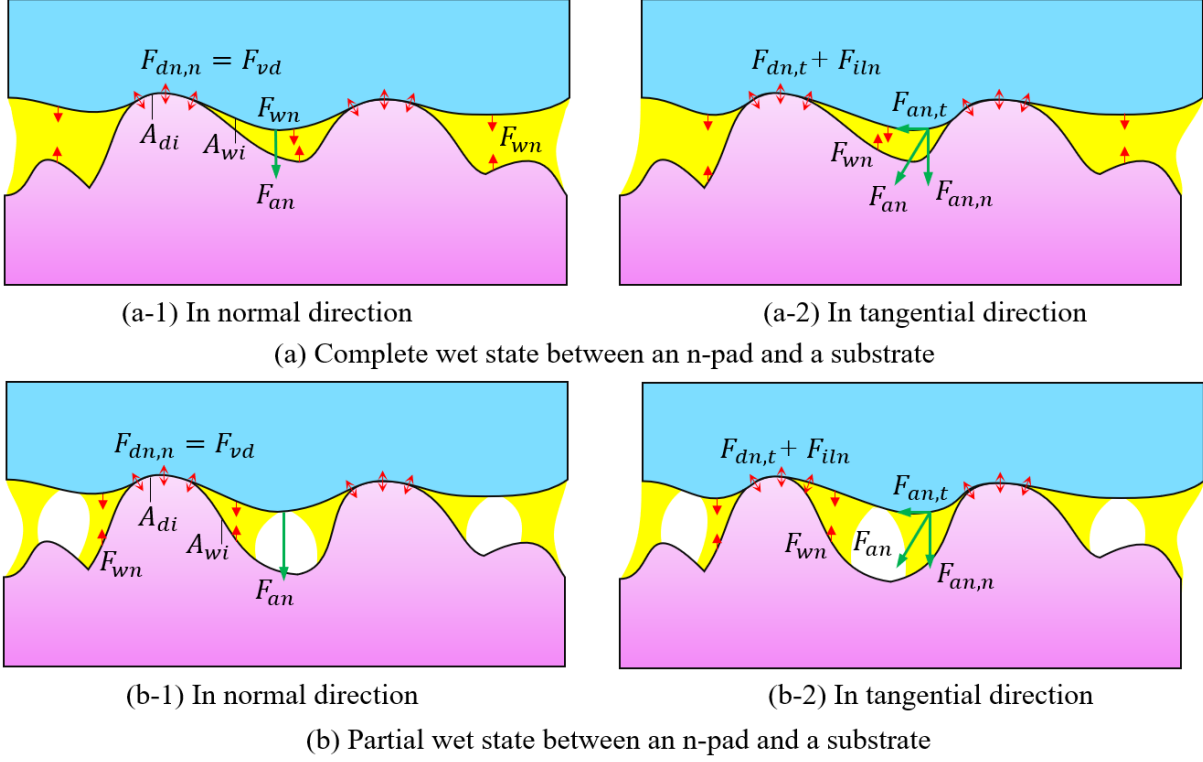 F_{dn,n} = F_{vd}
F_{wn}
A_{di}
A_{wi}
F_{wn}
F_{an}
(a-1) In normal direction
F_{dn,t} + F_{iln}
F_{an,t}
F_{wn}
F_{an}
F_{an,n}
(a-2) In tangential direction
(a) Complete wet state between an n-pad and a substrate
F_{dn,n} = F_{vd}
A_{di}
A_{wi}
F_{wn}
F_{an}
(b-1) In normal direction
F_{dn,t} + F_{iln}
F_{an,t}
F_{wn}
F_{an}
F_{an,n}
(b-2) In tangential direction
(b) Partial wet state between an n-pad and a substrate